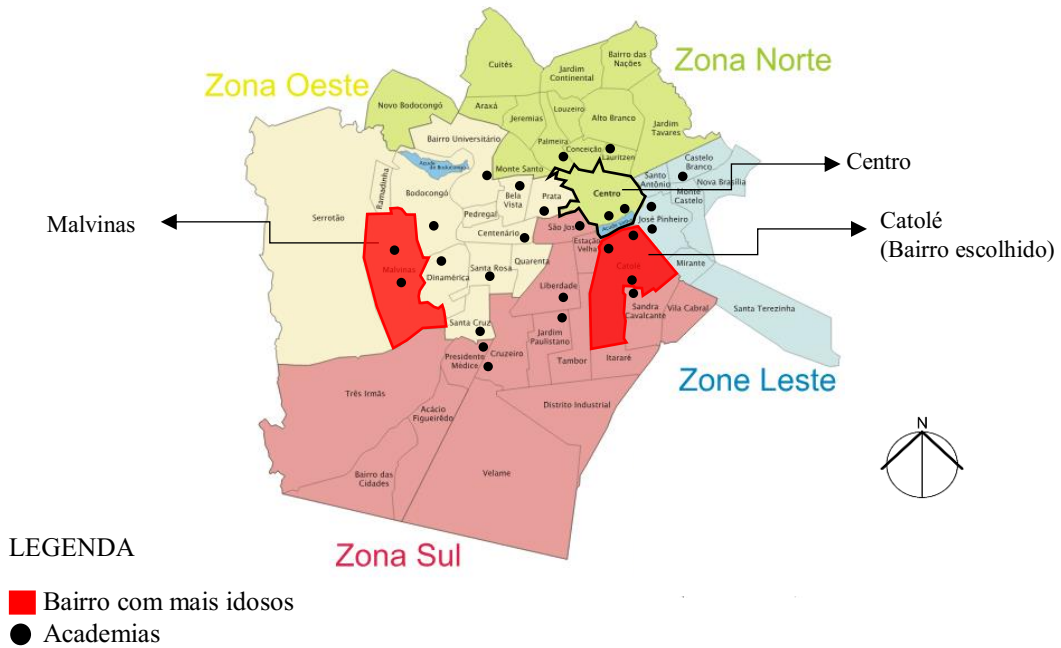 Zona Norte
Zona Oeste
Cuités
Bairro das
Nações
Jardim
Continental
Novo Bodocongó
Araxá
Jeremias
Louzeiro
Alto Branco
Jardim
Tavares
Bairro Universitário
Palmeira
Conceição
Lauritzen
Açude
de Bodocongó
Monte Santo
Castelo
Branco
Santo
Antônio
Nova Brasília
Centro
Ramadinha
Bodocongó
Bela
Vista
Prata
Centro
Monte
Castelo
Serrotão
Pedregal
José Pinheiro
Malvinas
Centenário
São José
Estação
Velha
Catolé
(Bairro escolhido)
Malvinas
Dinamérica
Santa Rosa
Quarenta
Catolé
Mirante
Liberdade
Sandra
Cavalcante
Vila Cabral
Santa Terezinha
Santa Cruz
Jardim
Paulistano
Presidente
Médice
Cruzeiro
Tambor
Itararé
Zone Leste
Três Irmãs
Acácio
Figueirêdo
Distrito Industrial
N
Bairro das
Cidades
Velame
Zona Sul
LEGENDA
Bairro com mais idosos
Academias